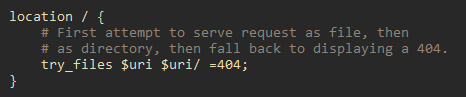 location / {
    # First attempt to serve request as file, then
    # as directory, then fall back to displaying a 404.
    try_files $uri $uri/ =404;
}